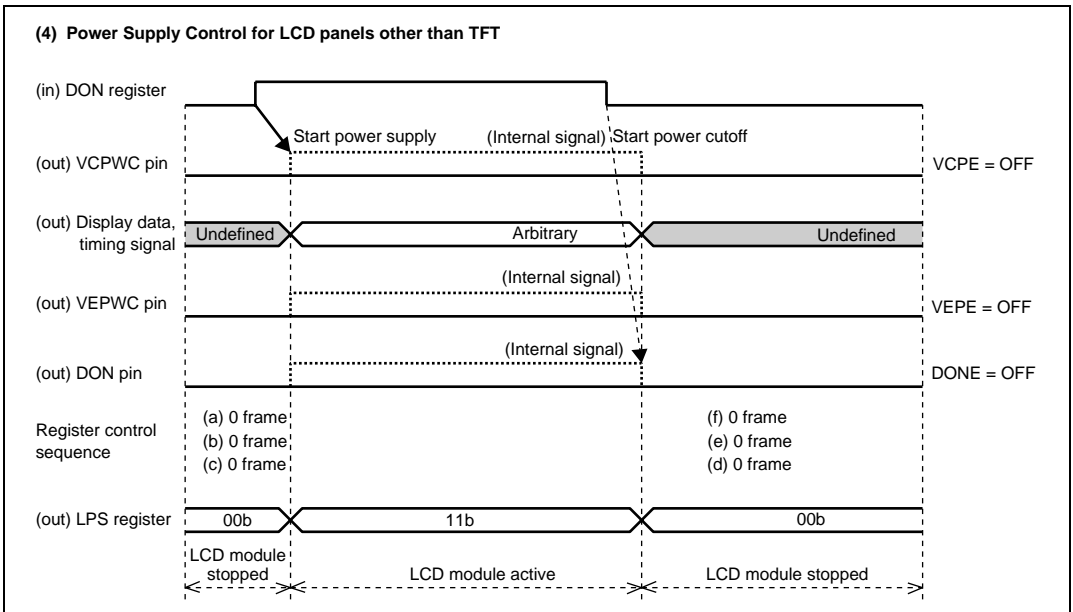 (4) Power Supply Control for LCD panels other than TFT
(in) DON register
Start power supply
(Internal signal)
Start power cutoff
(out) VCPWC pin
VCPE = OFF
(out) Display data,
timing signal
Undefined
Arbitrary
Undefined
(Internal signal)
(out) VEPWC pin
VEPE = OFF
(Internal signal)
(out) DON pin
DONE = OFF
Register control
sequence
(a) 0 frame
(b) 0 frame
(c) 0 frame
(f) 0 frame
(e) 0 frame
(d) 0 frame
(out) LPS register
00b
11b
00b
LCD module
stopped
LCD module active
LCD module stopped